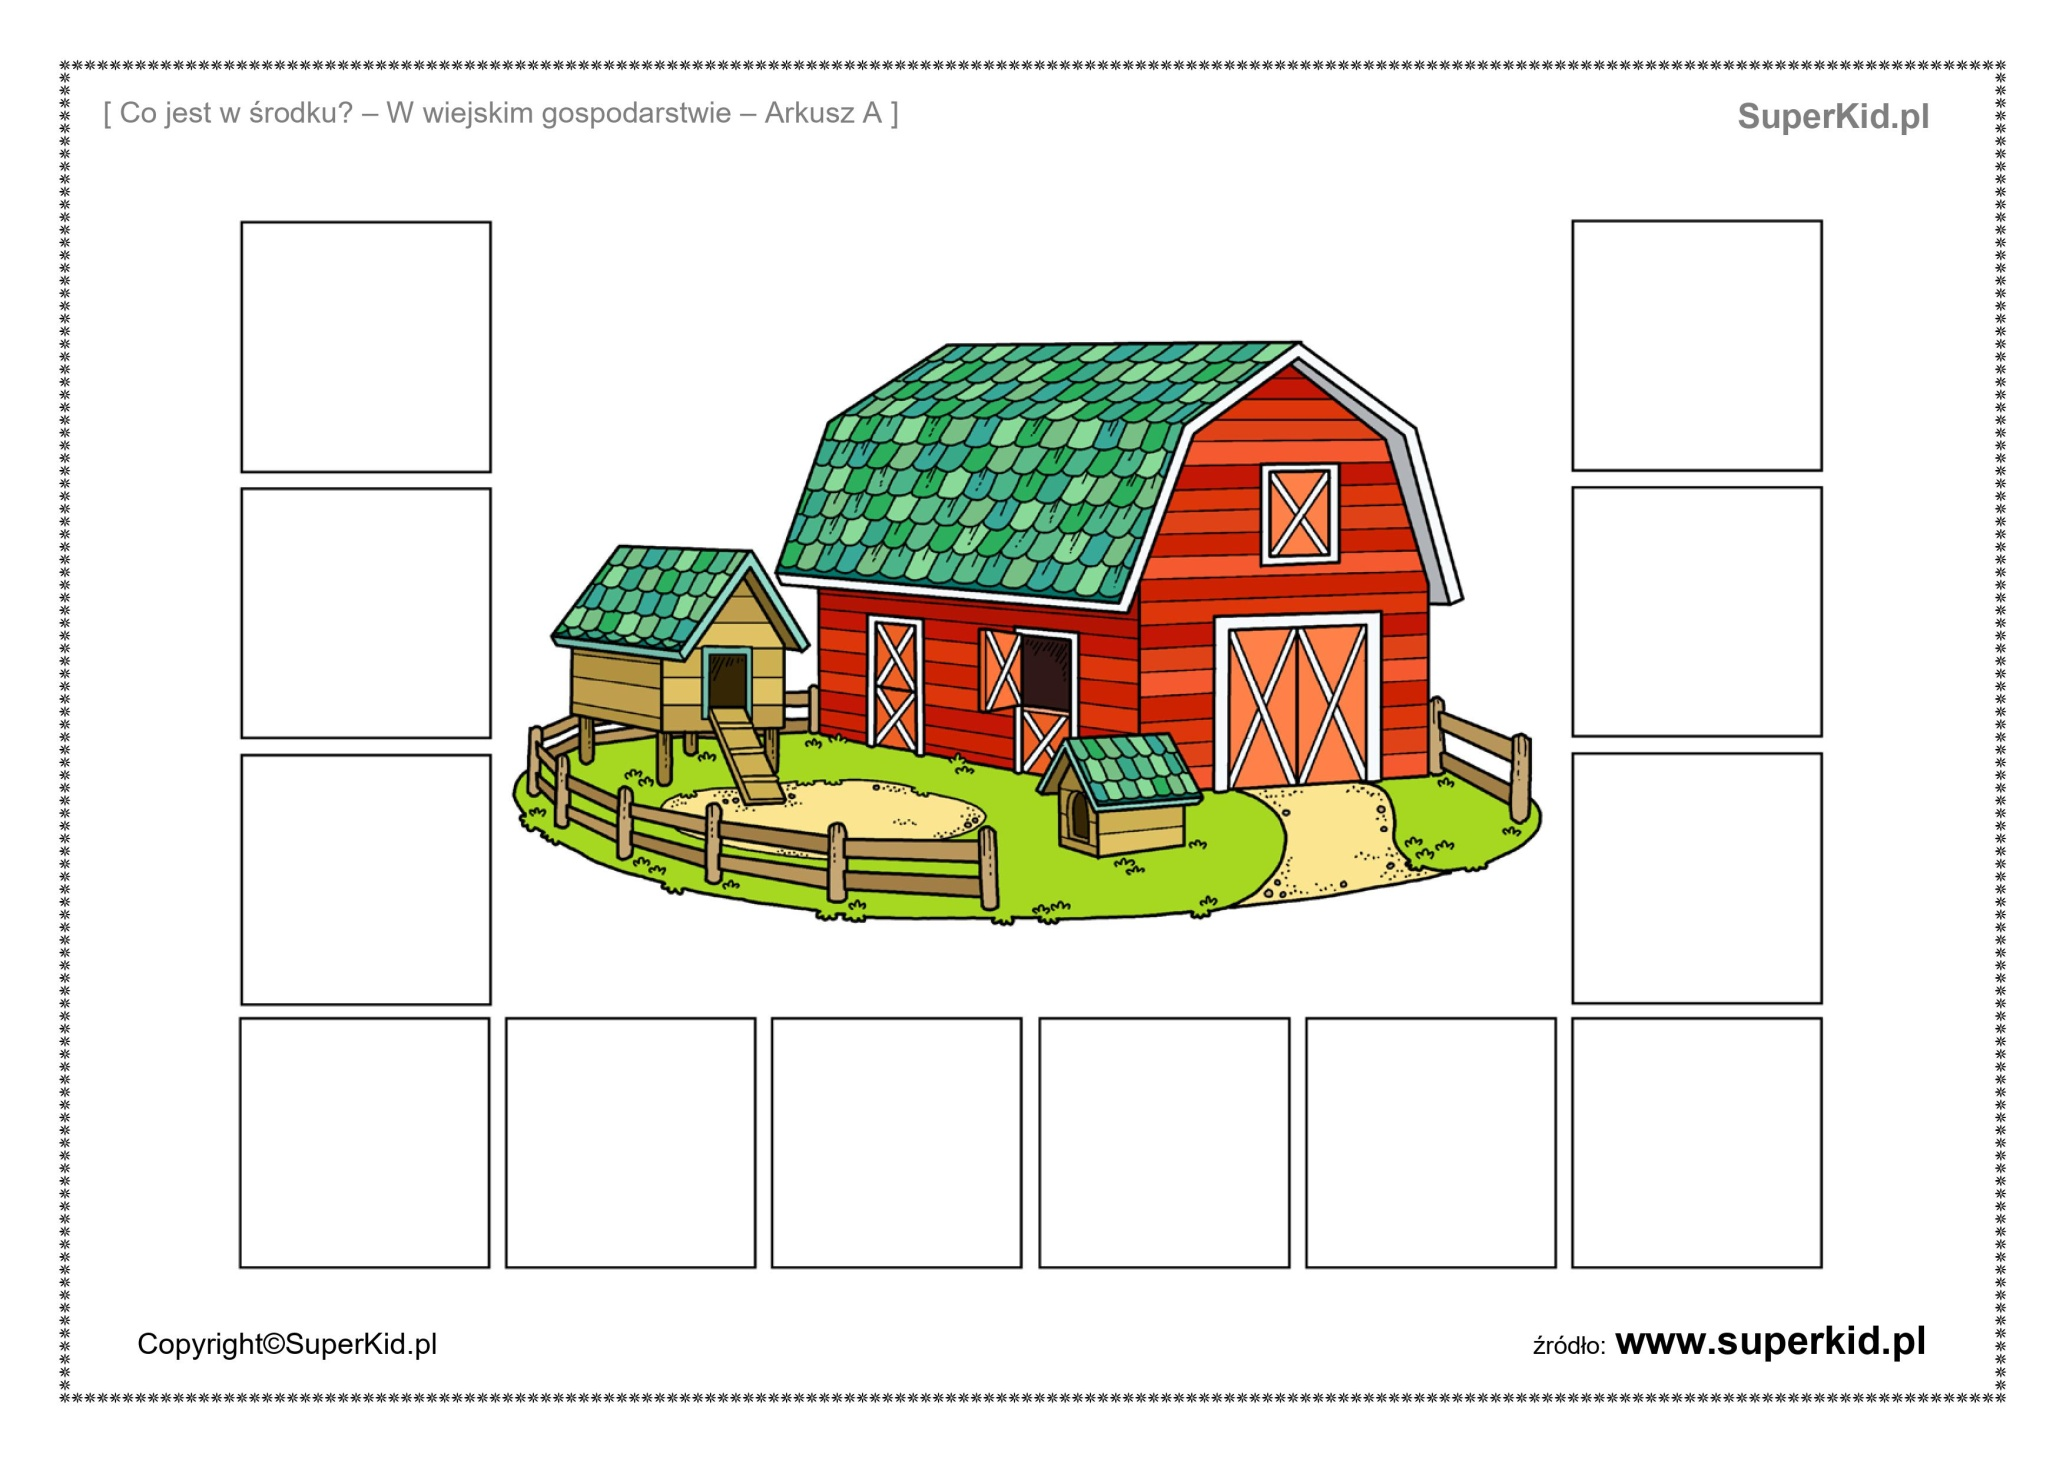 [ Co jest w środku? – W wiejskim gospodarstwie – Arkusz A ]
SuperKid.pl
Copyright©SuperKid.pl
źródło: www.superkid.pl